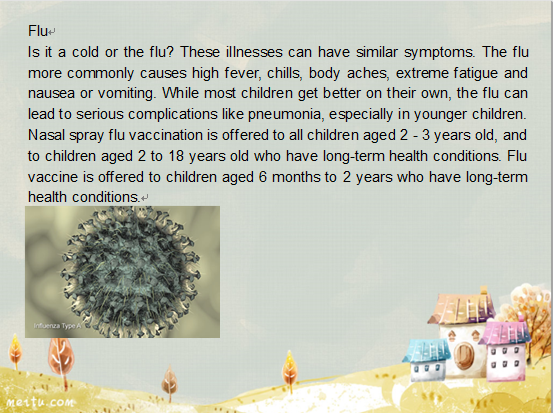 Flu
Is it a cold or the flu? These illnesses can have similar symptoms. The flu
more commonly causes high fever, chills, body aches, extreme fatigue and
nausea or vomiting. While most children get better on their own, the flu can
lead to serious complications like pneumonia, especially in younger children.
Nasal spray flu vaccination is offered to all children aged 2 - 3 years old, and
to children aged 2 to 18 years old who have long-term health conditions. Flu
vaccine is offered to children aged 6 months to 2 years who have long-term
health conditions.
Influenza Type A
meitu.com